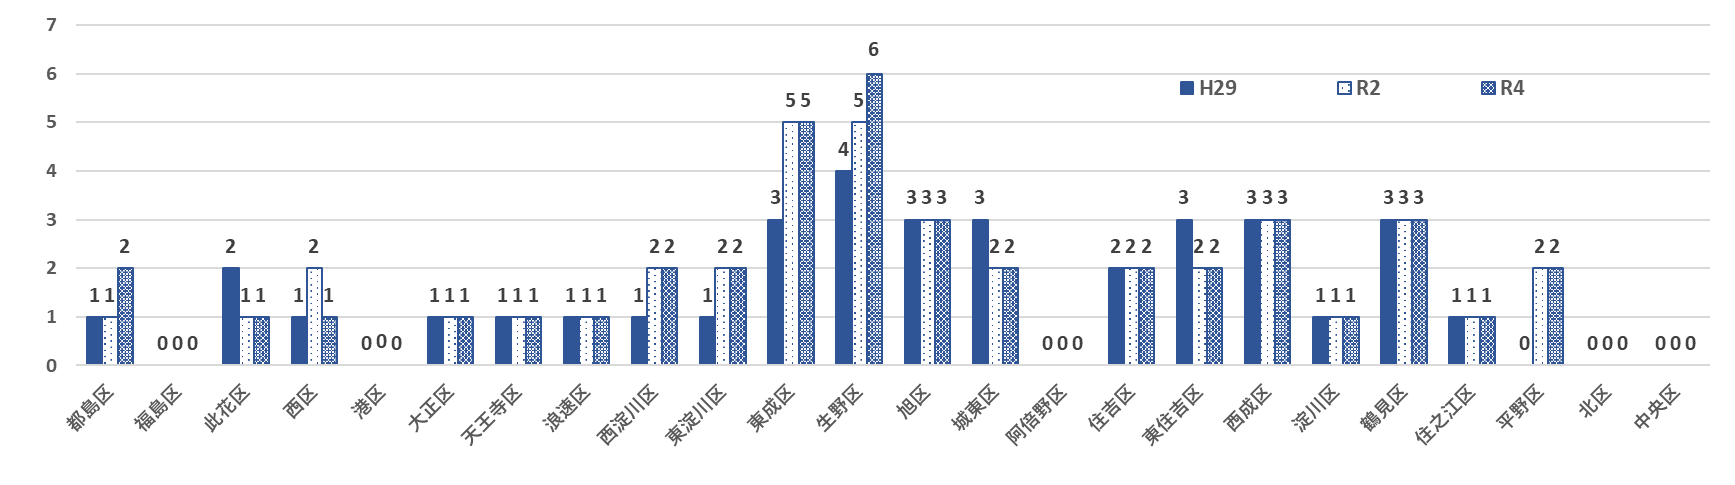 7
6
5
4
3
2
1
0
H29 R2 R4
1 1 2
0 0 0
2 1 1
1 2 1
0 0 0
1 1 1
1 1 1
1 1 1
1 2 2
1 2 2
3 5 5
4 5 6
3 3 3
3 2 2
0 0 0
2 2 2
3 2 2
3 3 3
1 1 1
3 3 3
1 1 1
0 2 2
0 0 0
0 0 0
都島区
福島区
此花区
西区
港区
大正区
天王寺区
浪速区
西淀川区
東淀川区
東成区
生野区
旭区
城東区
阿倍野区
住吉区
東住吉区
西成区
淀川区
鶴見区
住之江区
平野区
北区
中央区